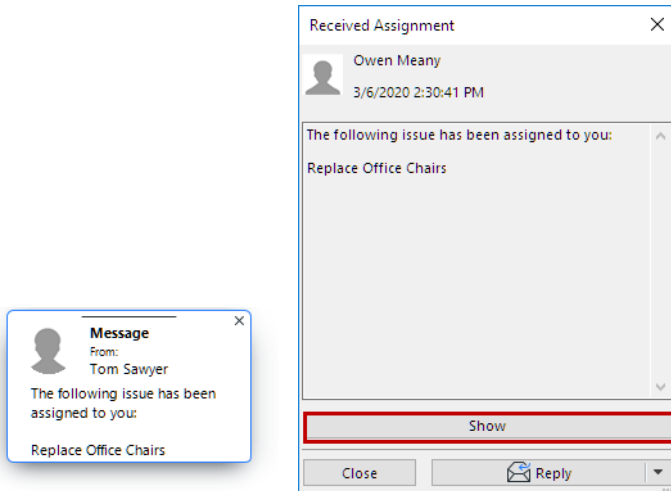 Received Assignment
Owen Meany
3/6/2020 2:30:41 PM
The following issue has been assigned to you:
Replace Office Chairs
Show
Close
Reply
Message
From:
Tom Sawyer
The following issue has been
assigned to you:
Replace Office Chairs